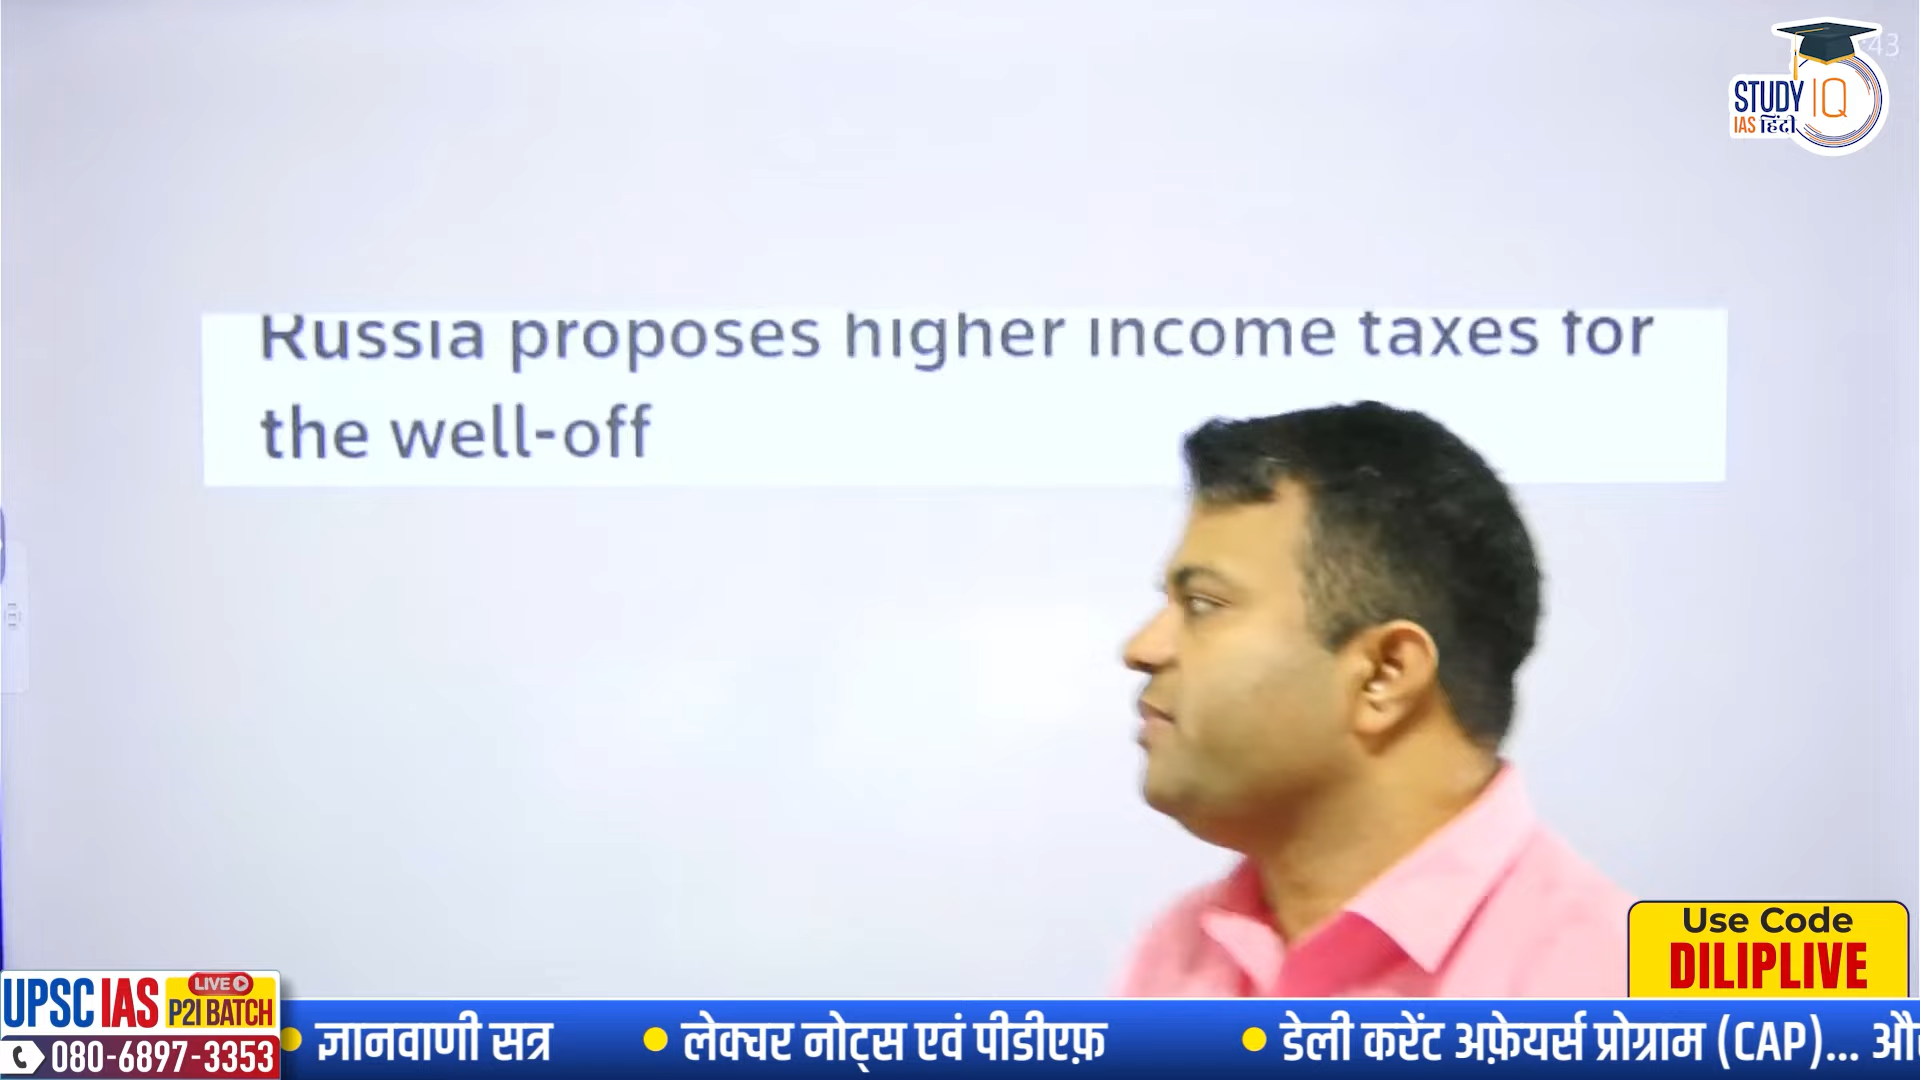 :43
STUDY IQ
IAS हिंदी
Russia proposes higher income taxes for
the well-off
Use Code
DILIPLIVE
UPSC IAS
LIVE
P2I BATCH
080-6897-3353
ज्ञानवाणी सत्र
लेक्चर नोट्स एवं पीडीएफ़
डेली करेंट अफ़ेयर्स प्रोग्राम (CAP)... औ